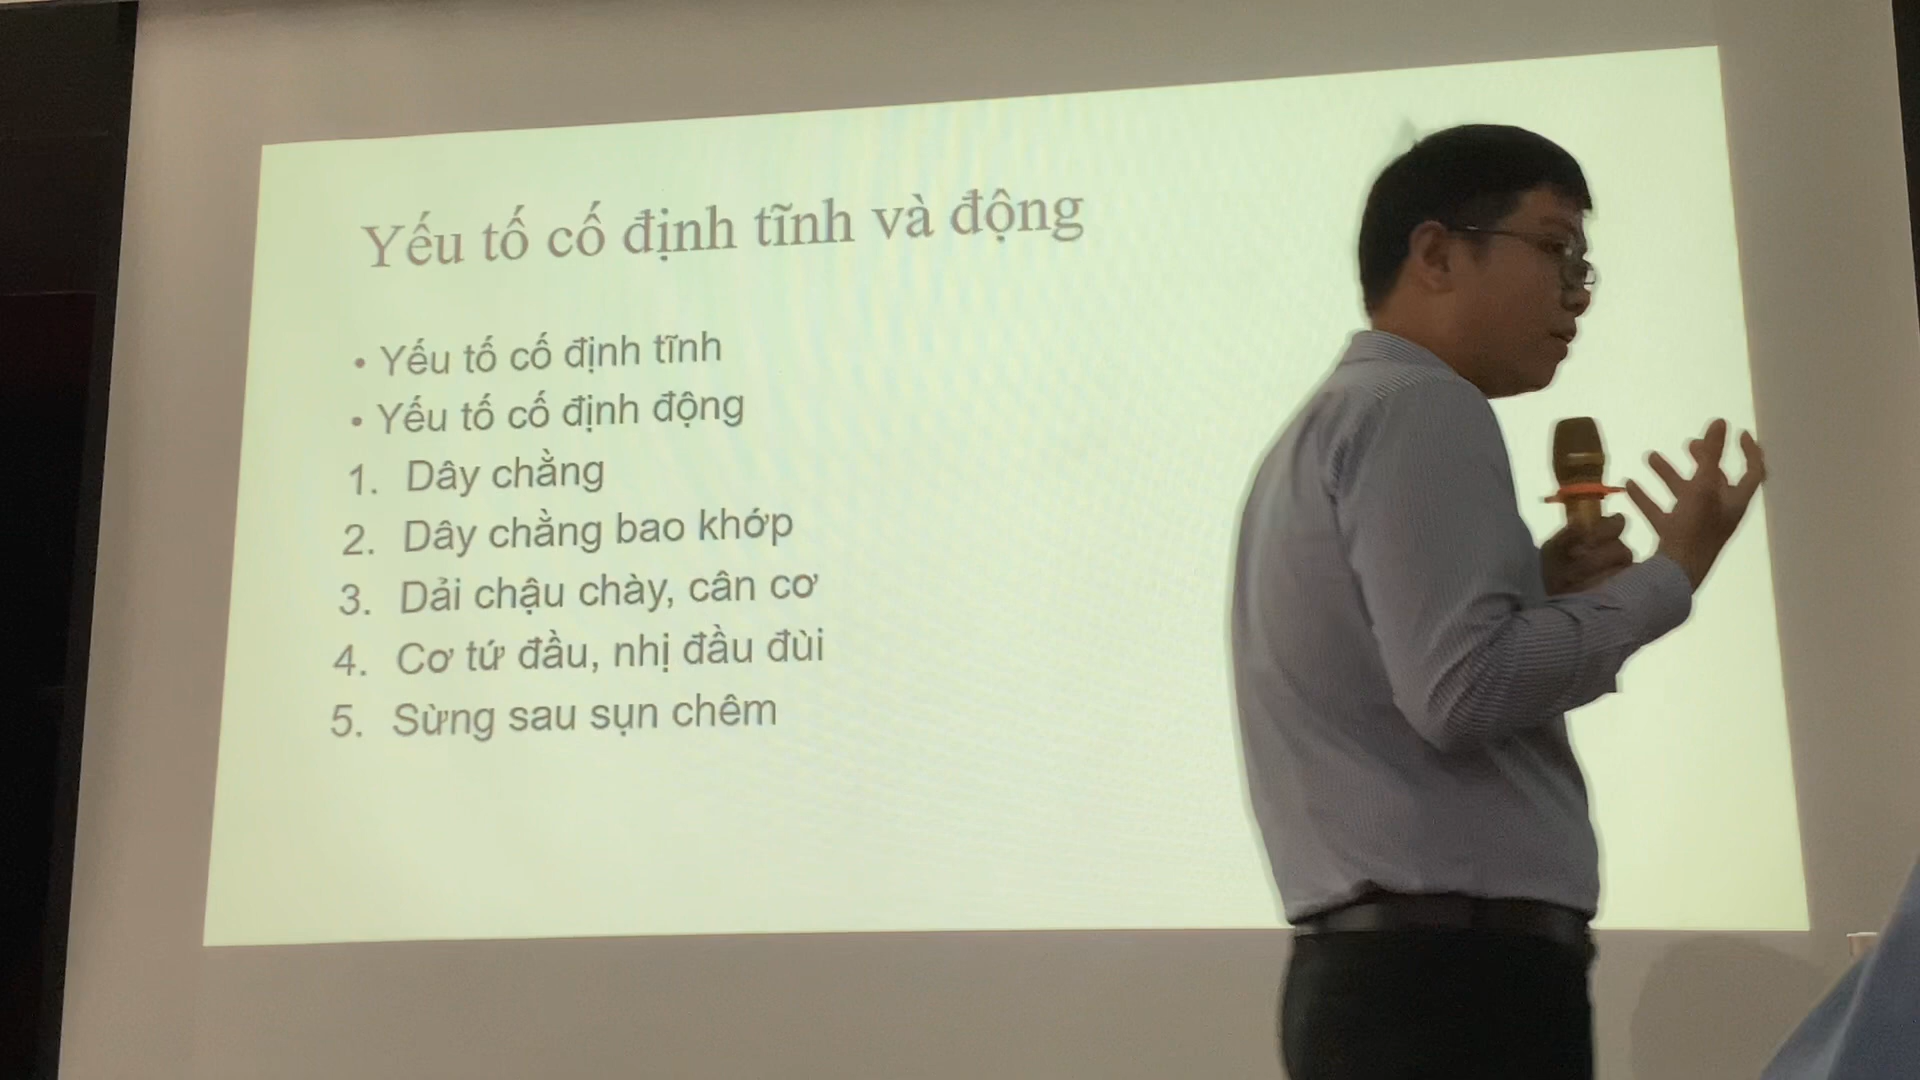 Yếu tố cố định tĩnh và động
• Yếu tố cố định tĩnh
• Yếu tố cố định động
1. Dây chằng
2. Dây chằng bao khớp
3. Dải chậu chày, cân cơ
4. Cơ tứ đầu, nhị đầu đùi
5. Sừng sau sụn chêm